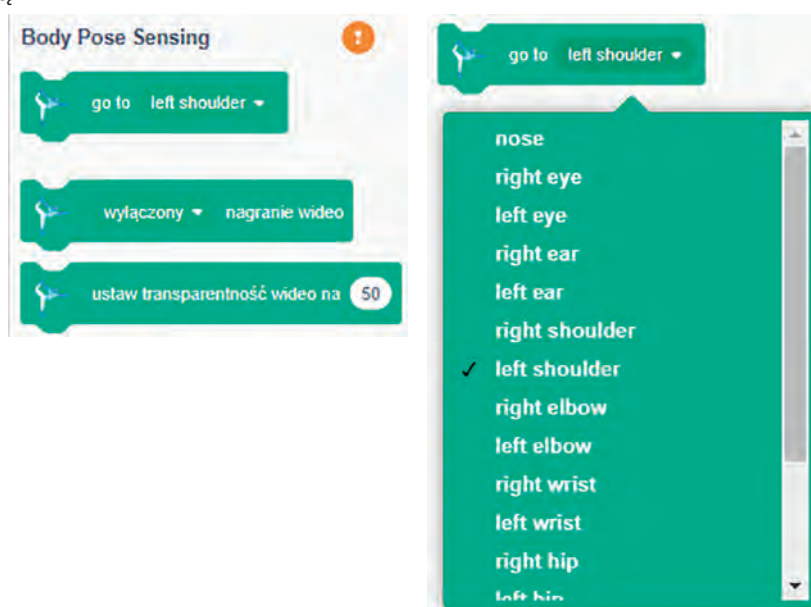 Body Pose Sensing
go to left shoulder
wyłączony nagranie wideo
ustaw transparentność wideo na 50
go to left shoulder
nose
right eye
left eye
right ear
left ear
right shoulder
✓ left shoulder
right elbow
left elbow
right wrist
left wrist
right hip
left hip